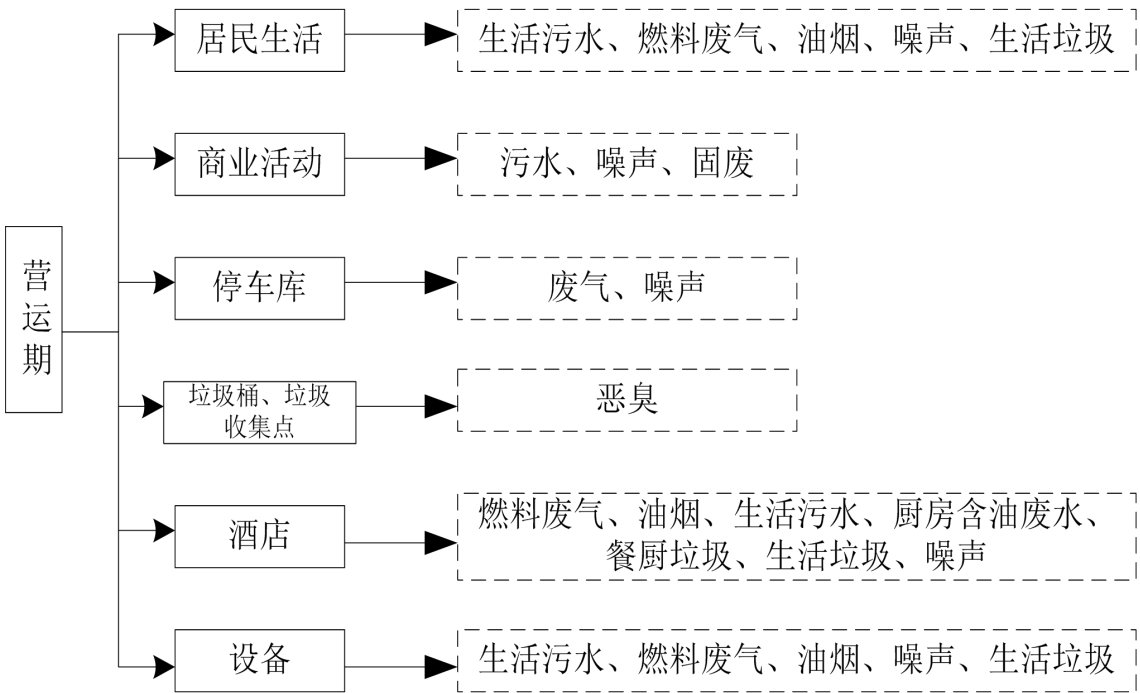 居民生活
生活污水、燃料废气、油烟、噪声、生活垃圾
商业活动
污水、噪声、固废
营运期
停车库
废气、噪声
垃圾桶、垃圾
收集点
恶臭
酒店
燃料废气、油烟、生活污水、厨房含油废水、
餐厨垃圾、生活垃圾、噪声
设备
生活污水、燃料废气、油烟、噪声、生活垃圾